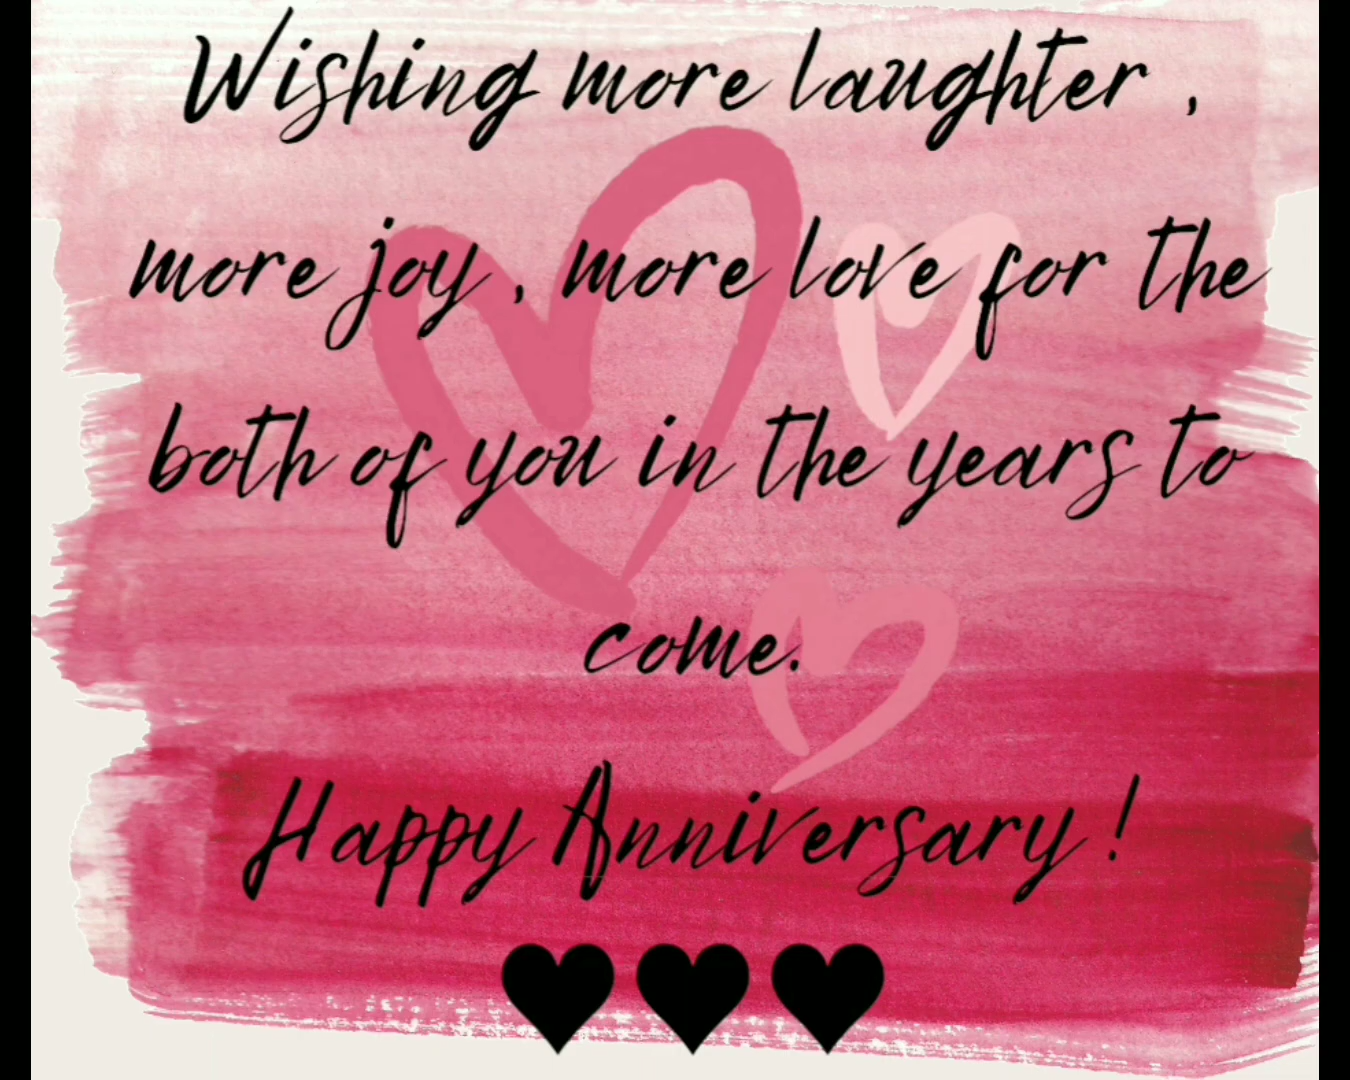 Wishing more laughter ,
more joy , more love for the
both of you in the years to
come.
Happy Anniversary !
♥♥♥